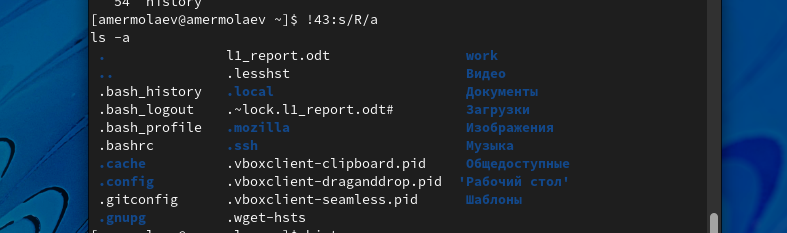 54 history
[amermolaev@amermolaev ~]$ !43:s/R/a
ls -a
. l1_report.odt work
.. .lesshst Видео
.bash_history .local Документы
.bash_logout .~lock.l1_report.odt# Загрузки
.bash_profile .mozilla Изображения
.bashrc .ssh Музыка
.cache .vboxclient-clipboard.pid Общедоступные
.config .vboxclient-draganddrop.pid 'Рабочий стол'
.gitconfig .vboxclient-seamless.pid Шаблоны
.gnupg .wget-hsts